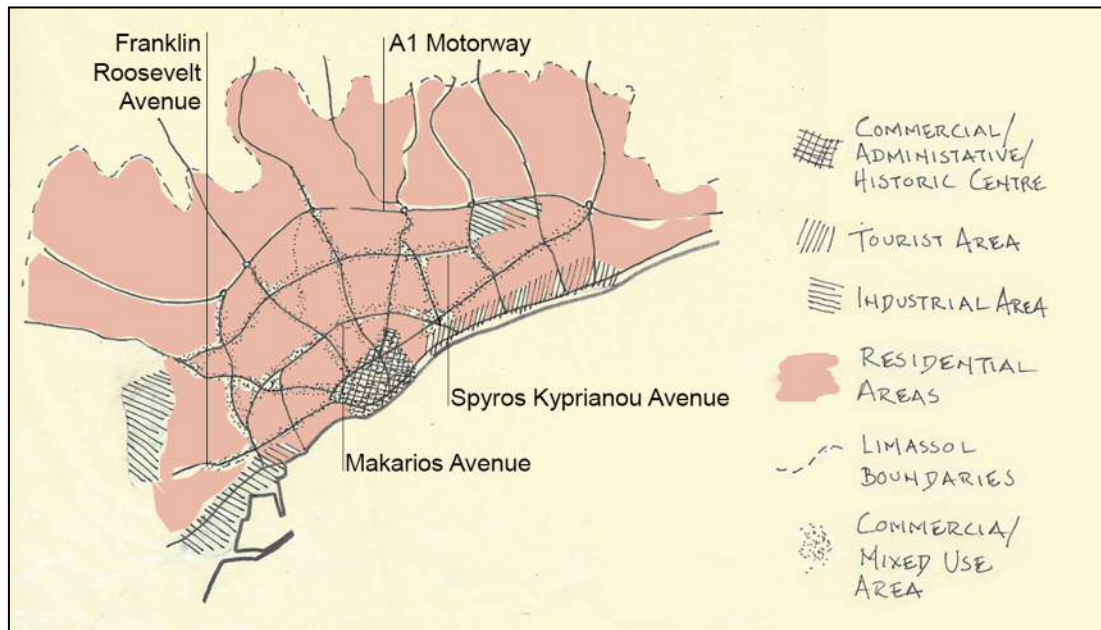 Franklin
Roosevelt
Avenue
A1 Motorway
Spyros Kyprianou Avenue
Makarios Avenue
COMMERCIAL/
ADMINISTATIVE/
HISTORIC CENTRE
TOURIST AREA
INDUSTRIAL AREA
RESIDENTIAL
AREAS
LIMASSOL
BOUNDARIES
COMMERCIA/
MIXED USE
AREA